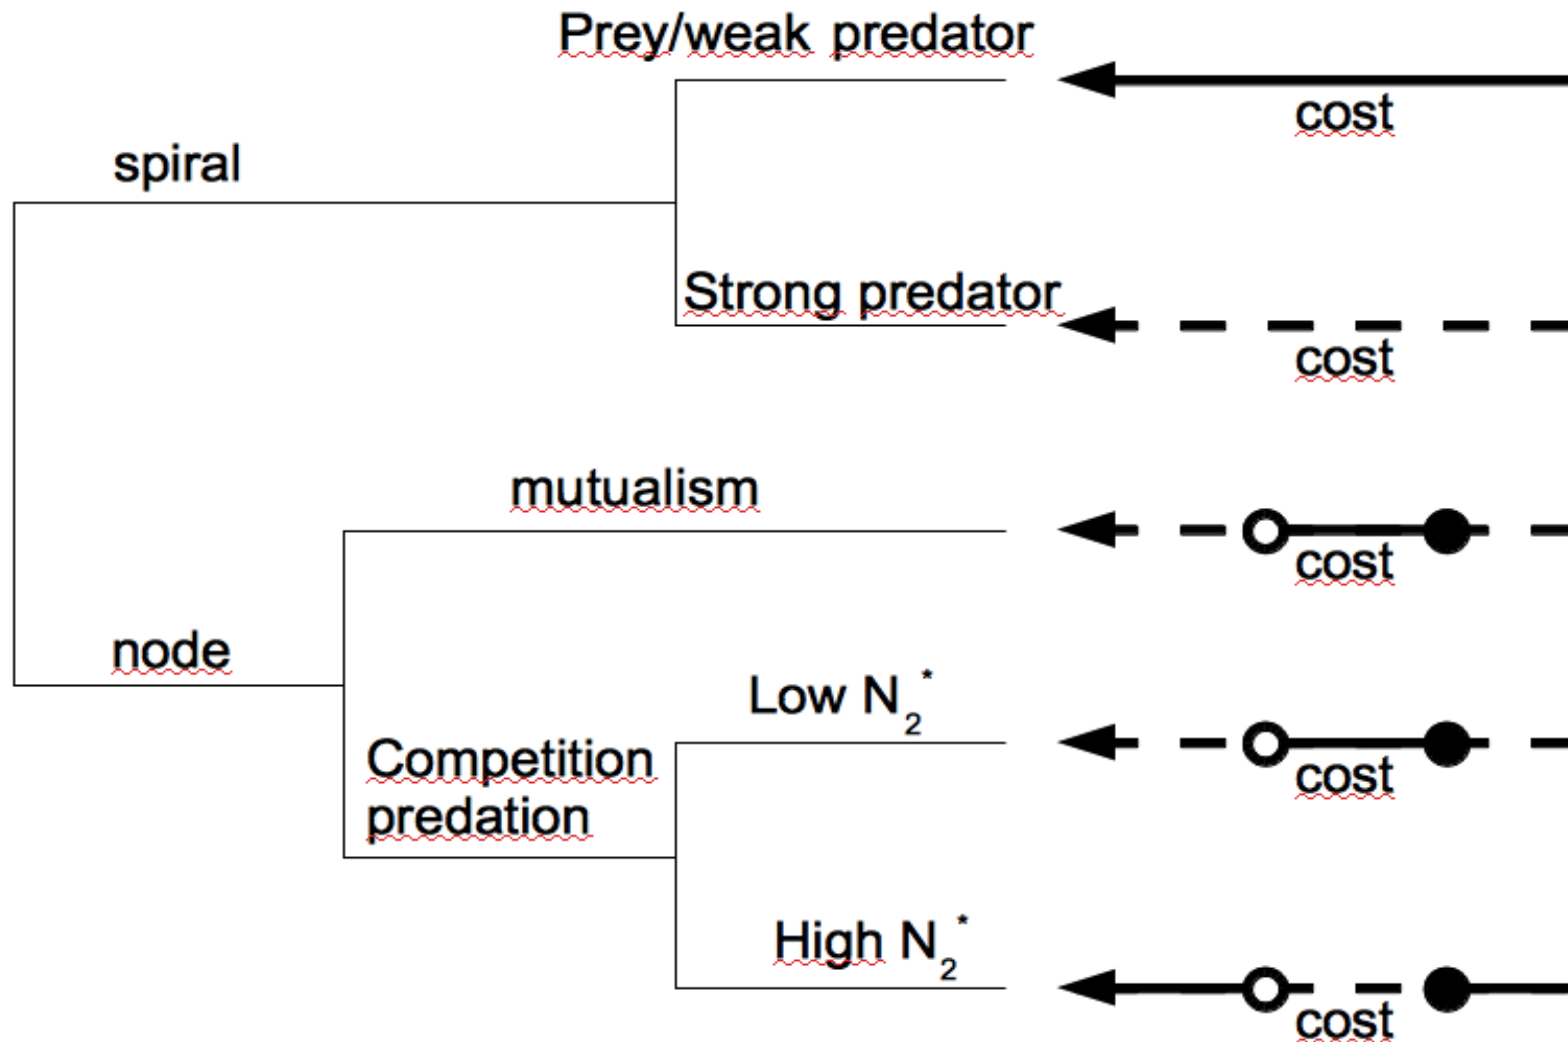 Prey/weak predator
cost
spiral
Strong predator
cost
mutualism
cost
node
Low N₂*
cost
Competition
predation
High N₂*
cost